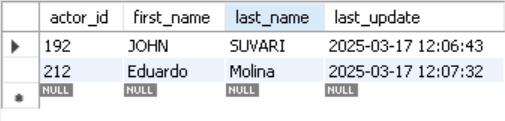 actor_id first_name last_name last_update
192 JOHN SUVARI 2025-03-17 12:06:43
212 Eduardo Molina 2025-03-17 12:07:32
NULL NULL NULL NULL